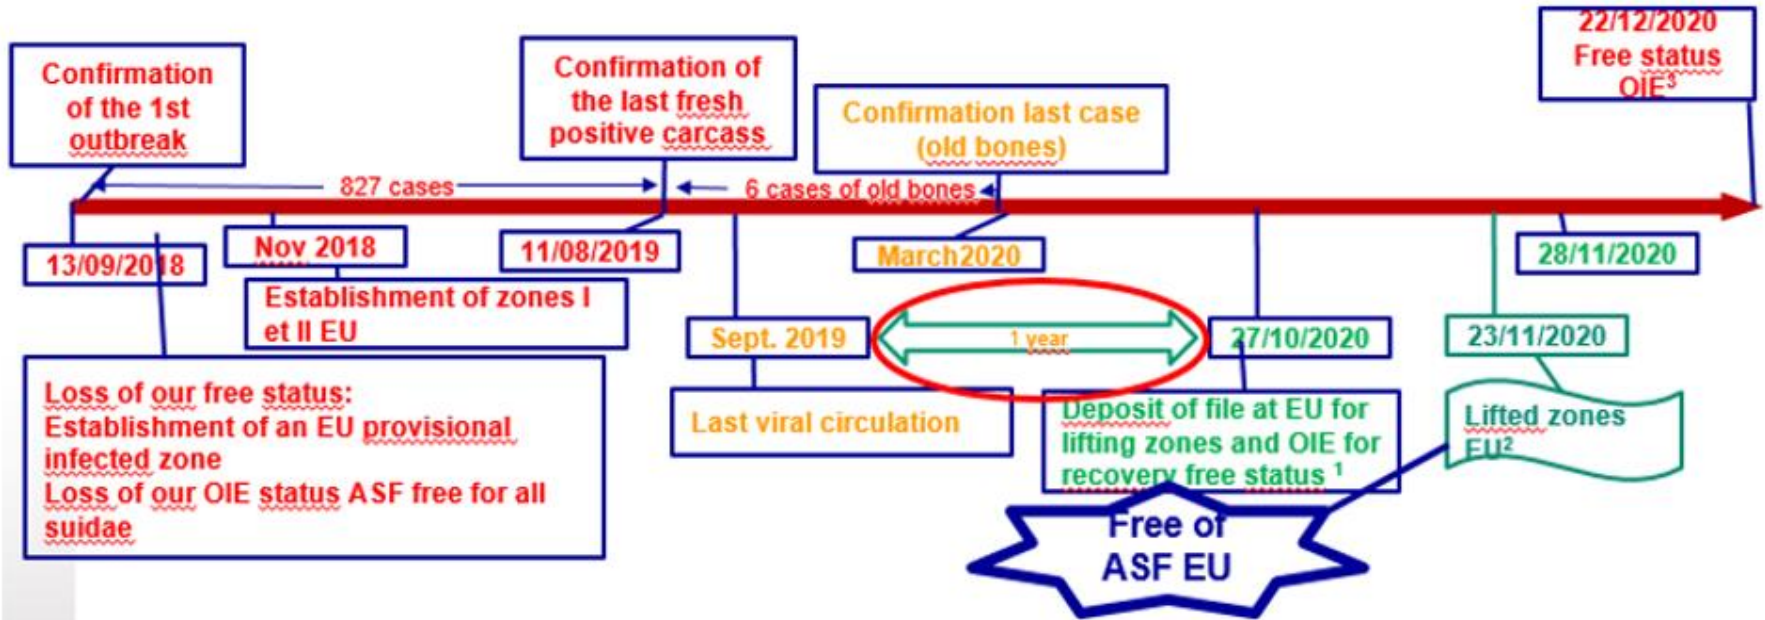 Confirmation
of the 1st
outbreak
Confirmation of
the last fresh
positive carcass
Confirmation last case
(old bones)
22/12/2020
Free status
OIE³
827 cases
6 cases of old bones
13/09/2018
Nov 2018
11/08/2019
March2020
28/11/2020
Establishment of zones I
et II EU
Sept. 2019
1 year
27/10/2020
23/11/2020
Loss of our free status:
Establishment of an EU provisional
infected zone
Loss of our OIE status ASF free for all
suidae
Last viral circulation
Deposit of file at EU for
lifting zones and OIE for
recovery free status ¹
Lifted zones
EU²
Free of
ASF EU